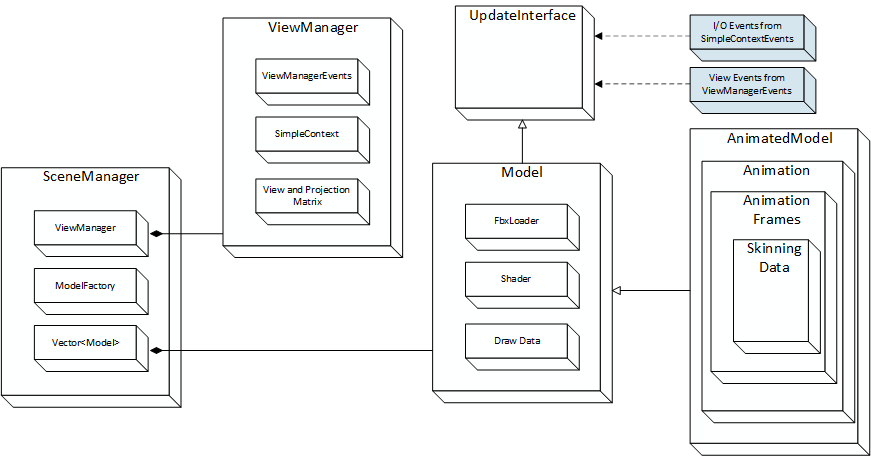 ViewManager
ViewManagerEvents
SimpleContext
View and Projection
Matrix
UpdateInterface
I/O Events from
SimpleContextEvents
View Events from
ViewManagerEvents
SceneManager
ViewManager
ModelFactory
Vector<Model>
Model
FbxLoader
Shader
Draw Data
AnimatedModel
Animation
Animation
Frames
Skinning
Data